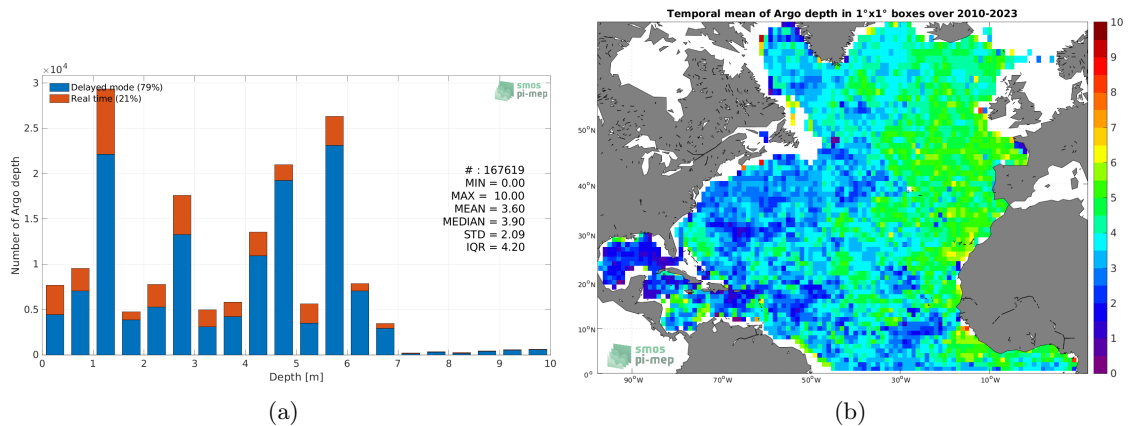 ×10⁴
3
2.5
2
1.5
1
0.5
0
Number of Argo depth
Delayed mode (79%)
Real time (21%)
smos
pi-mep
# : 167619
MIN = 0.00
MAX = 10.00
MEAN = 3.60
MEDIAN = 3.90
STD = 2.09
IQR = 4.20
0 1 2 3 4 5 6 7 8 9 10
Depth [m]
(a)
Temporal mean of Argo depth in 1°x1° boxes over 2010-2023
50°N
40°N
30°N
20°N
10°N
0°
90°W 70°W 50°W 30°W 10°W
smos
pi-mep
10
9
8
7
6
5
4
3
2
1
0
(b)